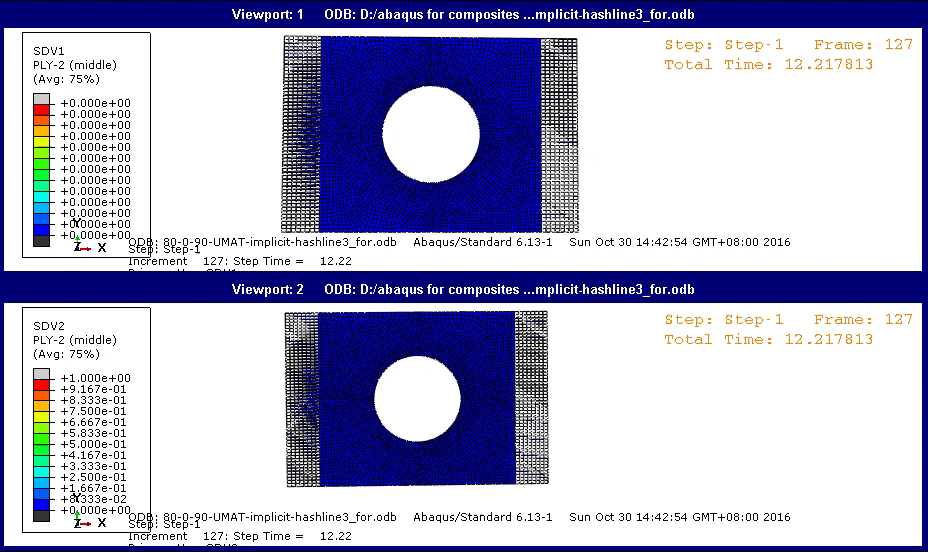 Viewport: 1 ODB: D:/abaqus for composites ...mplicit-hashline3_for.odb
SDV1
PLY-2 (middle)
(Avg: 75%)
+0.000e+00
+0.000e+00
+0.000e+00
+0.000e+00
+0.000e+00
+0.000e+00
+0.000e+00
+0.000e+00
+0.000e+00
+0.000e+00
+0.000e+00
+0.000e+00
+0.000e+00
Y
Z X
Step: Step-1 Frame: 127
Total Time: 12.217813
ODB: 80-0-90-UMAT-implicit-hashline3_for.odb Abaqus/Standard 6.13-1 Sun Oct 30 14:42:54 GMT+08:00 2016
Step: Step-1
Increment 127: Step Time = 12.22
Viewport: 2 ODB: D:/abaqus for composites ...mplicit-hashline3_for.odb
SDV2
PLY-2 (middle)
(Avg: 75%)
+1.000e+00
+9.167e-01
+8.333e-01
+7.500e-01
+6.667e-01
+5.833e-01
+5.000e-01
+4.167e-01
+3.333e-01
+2.500e-01
+1.667e-01
+8.333e-02
+0.000e+00
Y
Z X
Step: Step-1 Frame: 127
Total Time: 12.217813
ODB: 80-0-90-UMAT-implicit-hashline3_for.odb Abaqus/Standard 6.13-1 Sun Oct 30 14:42:54 GMT+08:00 2016
Step: Step-1
Increment 127: Step Time = 12.22